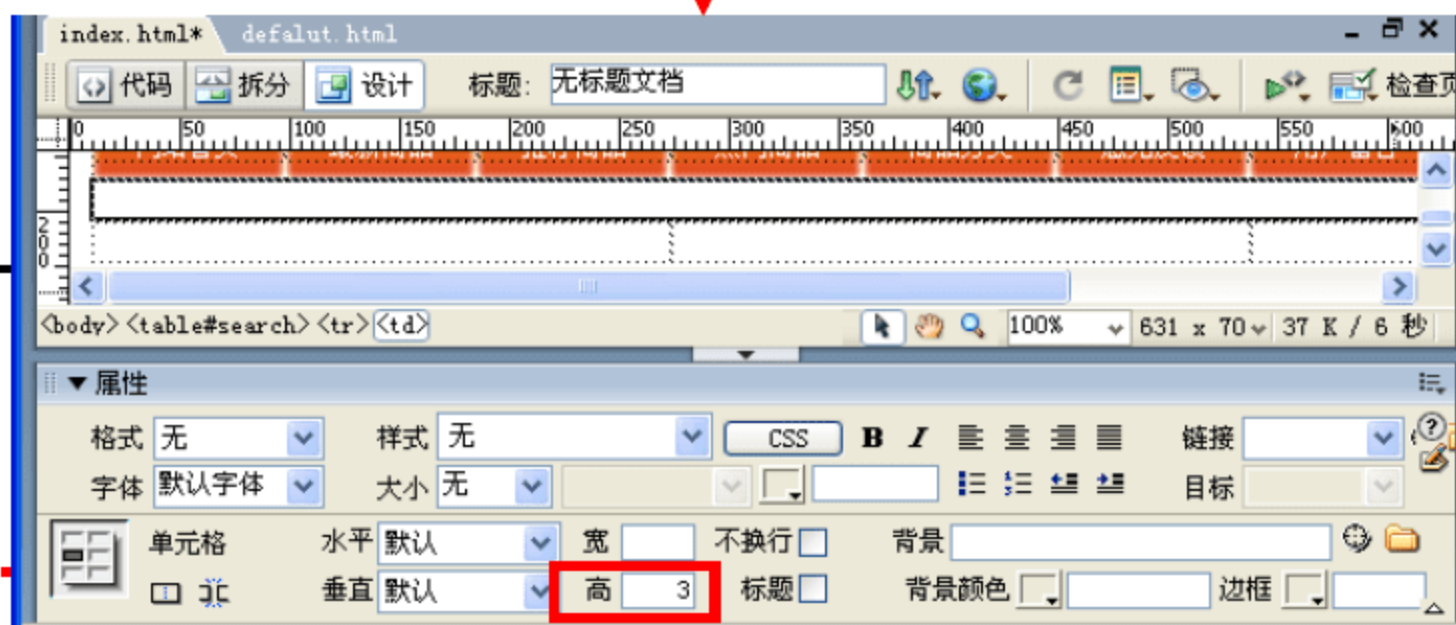 index.html* defalut.html
代码 拆分 设计 标题: 无标题文档 检查页
0 50 100 150 200 250 300 350 400 450 500 550 600
200
<body><table#search><tr><td> 100% 631 x 70 37 K / 6 秒
属性
格式 无 样式 无 CSS B I 链接
字体 默认字体 大小 无 目标
单元格 水平 默认 宽 不换行 背景
垂直 默认 高 3 标题 背景颜色 边框